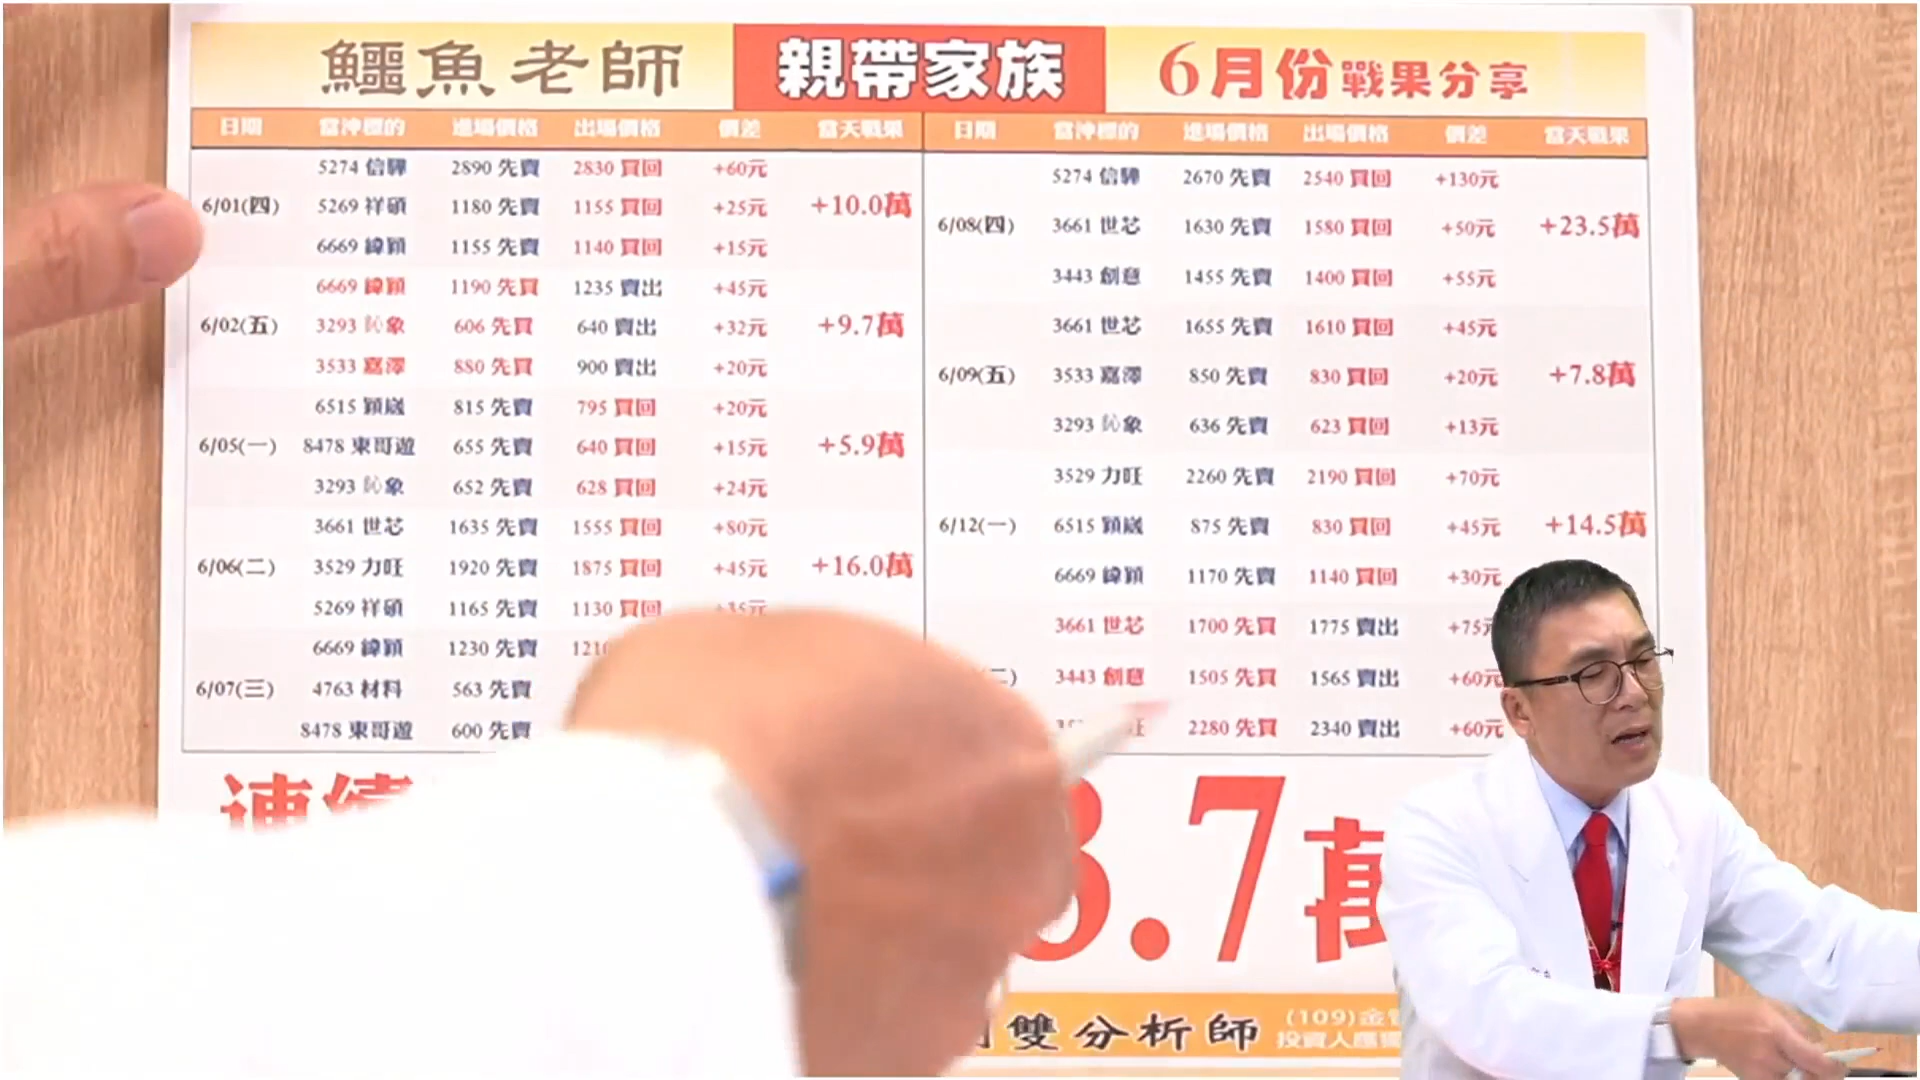 鱷魚老師 親帶家族 6月份戰果分享
日期 當沖標的 進場價格 出場價格 價差 當天戰果
5274 信驊 2890 先賣 2830 買回 +60元
6/01(四) 5269 祥碩 1180 先賣 1155 買回 +25元 +10.0萬
6669 緯穎 1155 先賣 1140 買回 +15元
6669 緯穎 1190 先買 1235 賣出 +45元
6/02(五) 3293 鈊象 606 先買 640 賣出 +32元 +9.7萬
3533 嘉澤 880 先買 900 賣出 +20元
6515 穎崴 815 先賣 795 買回 +20元
6/05(一) 8478 東哥遊 655 先賣 640 買回 +15元 +5.9萬
3293 鈊象 652 先賣 628 買回 +24元
3661 世芯 1635 先賣 1555 買回 +80元
6/06(二) 3529 力旺 1920 先賣 1875 買回 +45元 +16.0萬
5269 祥碩 1165 先賣 1130 買回 +35元
6669 緯穎 1230 先賣
6/07(三) 4763 材料 563 先賣
8478 東哥遊 600 先賣
日期 當沖標的 進場價格 出場價格 價差 當天戰果
5274 信驊 2670 先賣 2540 買回 +130元
6/08(四) 3661 世芯 1630 先賣 1580 買回 +50元 +23.5萬
3443 創意 1455 先賣 1400 買回 +55元
3661 世芯 1655 先賣 1610 買回 +45元
6/09(五) 3533 嘉澤 850 先賣 830 買回 +20元 +7.8萬
3293 鈊象 636 先賣 623 買回 +13元
3529 力旺 2260 先賣 2190 買回 +70元
6/12(一) 6515 穎崴 875 先賣 830 買回 +45元 +14.5萬
6669 緯穎 1170 先賣 1140 買回 +30元
3661 世芯 1700 先買 1775 賣出 +75元
3443 創意 1505 先買 1565 賣出 +60元
旺 2280 先買 2340 賣出 +60元
連續 .7萬
雙分析師 (109)金管
投資人應